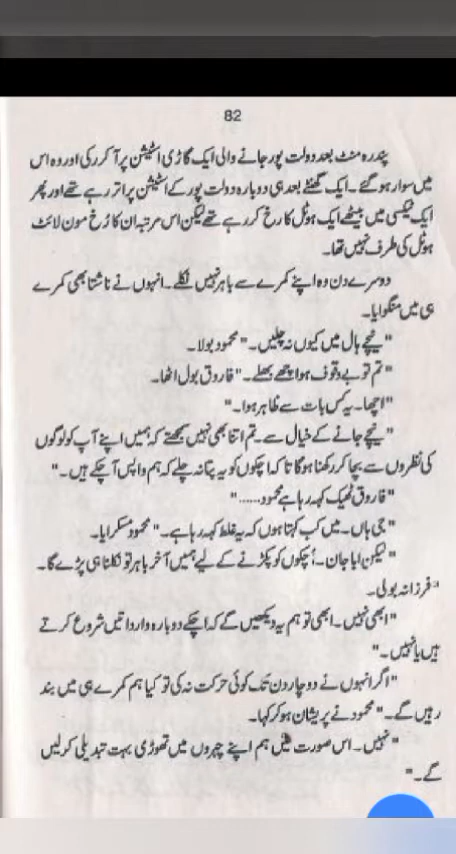 82
پندرہ منٹ بعد دولت پور جانے والی ایک گاڑی اسٹیشن پر آ کر رکی اور وہ اس
میں سوار ہو گئے۔ ایک گھنٹے بعد ہی دوبارہ دولت پور کے اسٹیشن پر اتر رہے تھے اور پھر
ایک ٹیکسی میں بیٹھے ایک ہوٹل کا رخ کر رہے تھے لیکن اس مرتبہ ان کا رُخ مون لائٹ
ہوٹل کی طرف نہیں تھا۔
دوسرے دن وہ اپنے کمرے سے باہر نہیں نکلے۔ انہوں نے ناشتا بھی کمرے
ہی میں منگوایا۔
"نیچے ہال میں کیوں نہ چلیں۔" محمود بولا۔
"تم تو بے وقوف ہو اچھے بھلے۔" فاروق بول اٹھا۔
"اچھا۔ یہ کس بات سے ظاہر ہوا۔"
"نیچے جانے کے خیال سے۔ تم اتنا بھی نہیں سمجھتے کہ ہمیں اپنے آپ کو لوگوں
کی نظروں سے بچا کر رکھنا ہو گا تا کہ اچکوں کو یہ پتا نہ چلے کہ ہم واپس آ چکے ہیں۔"
"فاروق ٹھیک کہہ رہا ہے محمود......"
"جی ہاں۔ میں کب کہتا ہوں کہ یہ غلط کہہ رہا ہے۔" محمود مسکرایا۔
"لیکن ابا جان۔ اُچکوں کو پکڑنے کے لیے ہمیں آخر باہر تو نکلنا ہی پڑے گا۔
"فرزانہ بولی۔
"ابھی نہیں۔ ابھی تو ہم یہ دیکھیں گے کہ اچکے دوبارہ وارداتیں شروع کرتے
ہیں یا نہیں۔"
"اگر انہوں نے دو چار دن تک کوئی حرکت نہ کی تو کیا ہم کمرے ہی میں بند
رہیں گے۔" محمود نے پریشان ہو کر کہا۔
"نہیں۔ اس صورت میں ہم اپنے چہروں میں تھوڑی بہت تبدیلی کر لیں
گے۔"